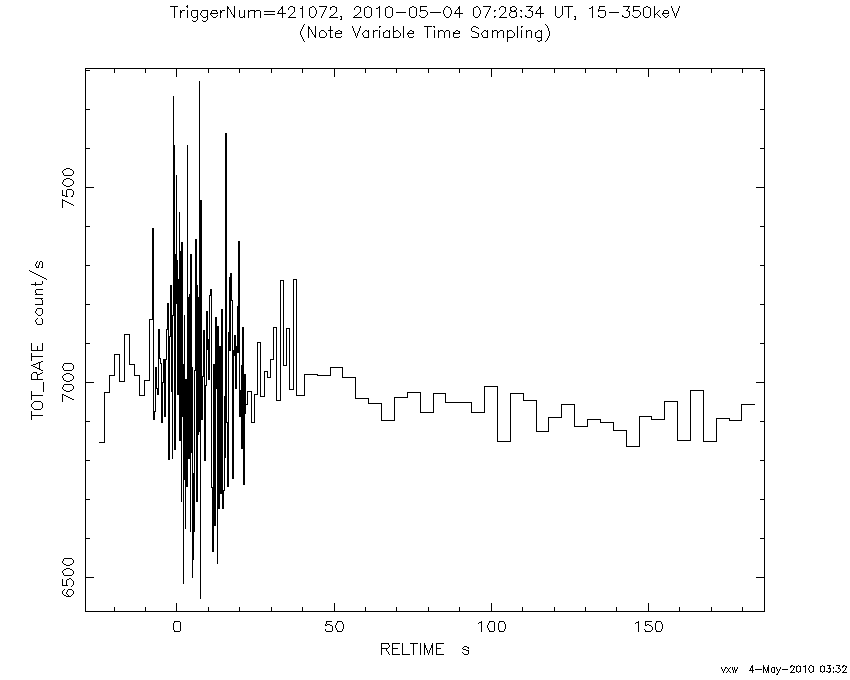 TriggerNum=421072, 2010-05-04 07:28:34 UT, 15-350keV
(Note Variable Time Sampling)
TOT_RATE count/s
7500
7000
6500
0 50 100 150
RELTIME s
vxw 4-May-2010 03:32